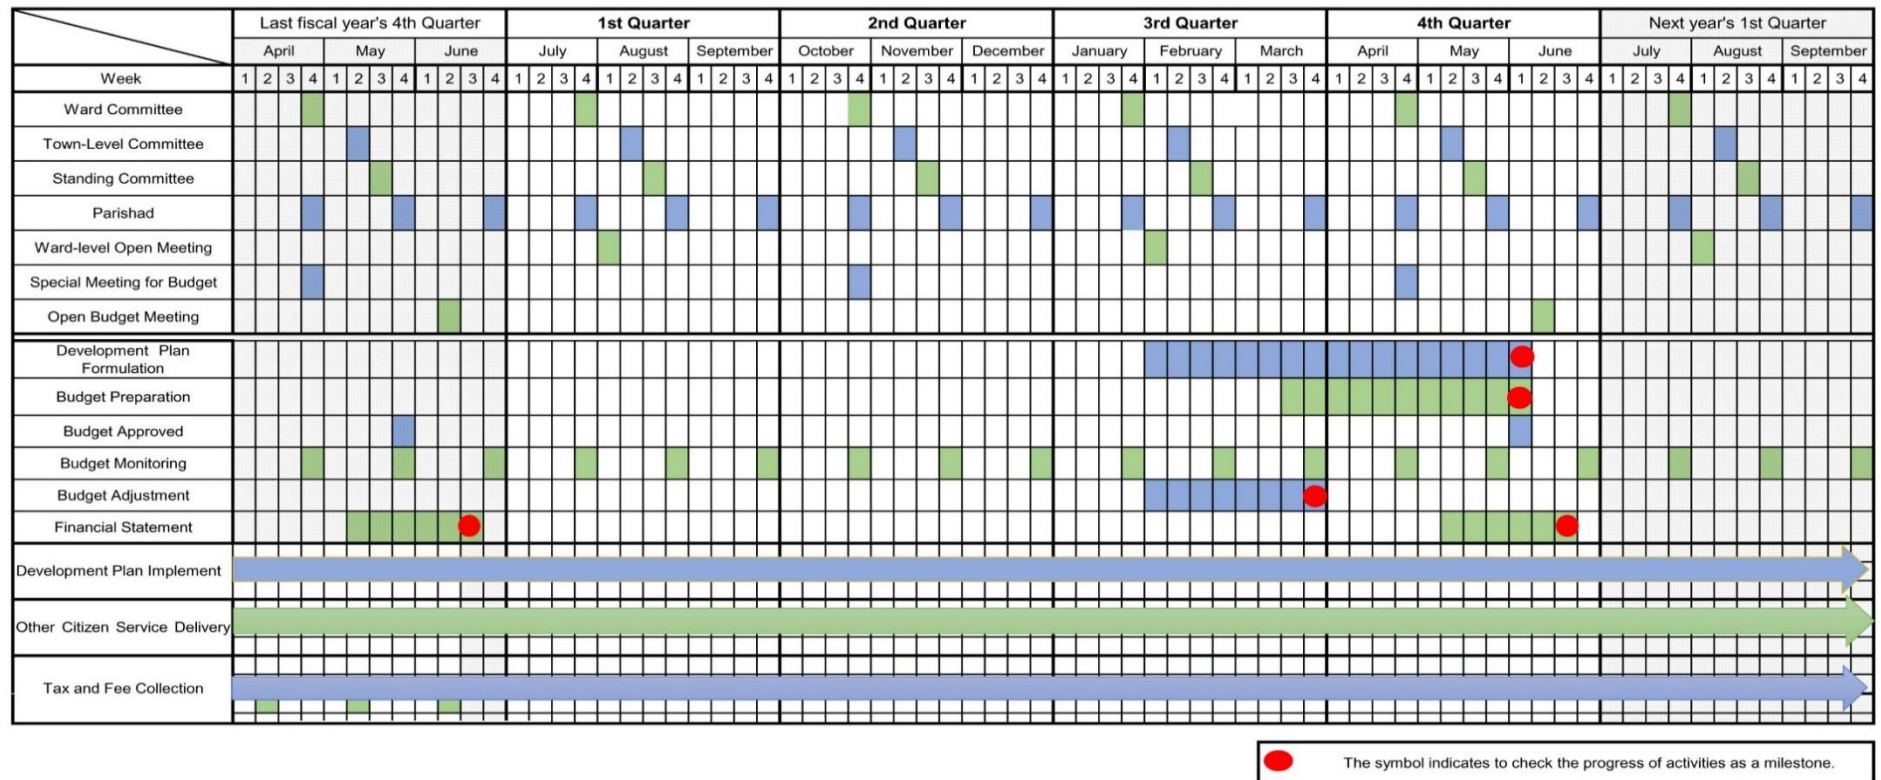 Last fiscal year's 4th Quarter 1st Quarter 2nd Quarter 3rd Quarter 4th Quarter Next year's 1st Quarter
April May June July August September October November December January February March April May June July August September
Week 1 2 3 4 1 2 3 4 1 2 3 4 1 2 3 4 1 2 3 4 1 2 3 4 1 2 3 4 1 2 3 4 1 2 3 4 1 2 3 4 1 2 3 4 1 2 3 4 1 2 3 4 1 2 3 4 1 2 3 4 1 2 3 4 1 2 3 4 1 2 3 4
Ward Committee
Town-Level Committee
Standing Committee
Parishad
Ward-level Open Meeting
Special Meeting for Budget
Open Budget Meeting
Development Plan
Formulation
Budget Preparation
Budget Approved
Budget Monitoring
Budget Adjustment
Financial Statement
Development Plan Implement
Other Citizen Service Delivery
Tax and Fee Collection
The symbol indicates to check the progress of activities as a milestone.